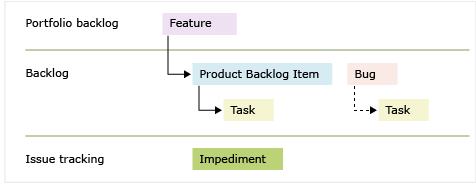 Portfolio backlog
Feature
Backlog
Product Backlog Item
Bug
Task
Task
Issue tracking
Impediment